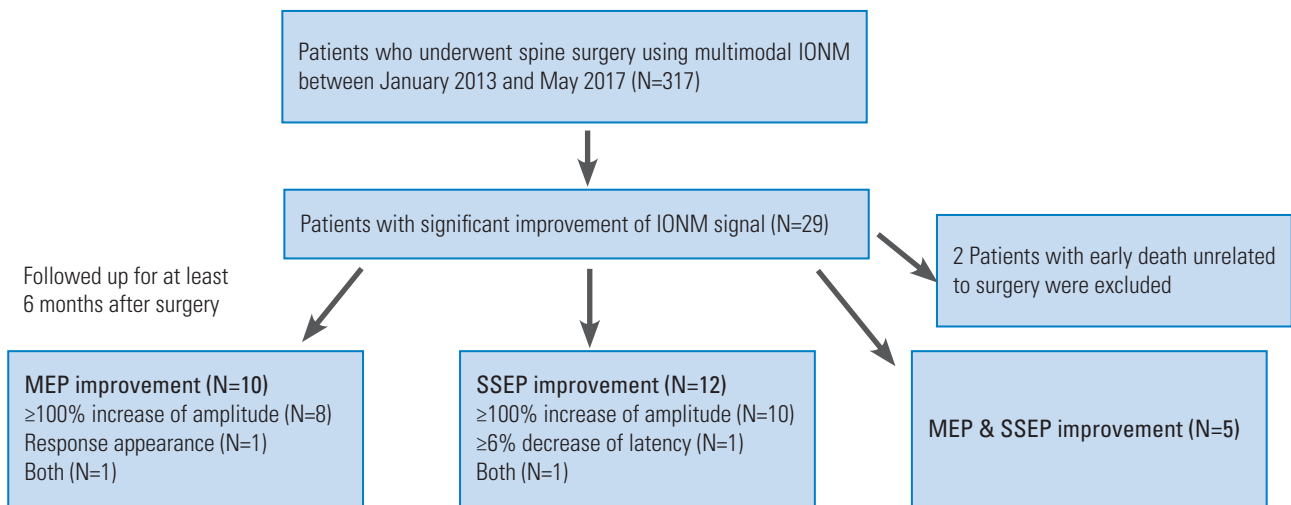 Patients who underwent spine surgery using multimodal IONM
between January 2013 and May 2017 (N=317)
Patients with significant improvement of IONM signal (N=29)
2 Patients with early death unrelated
to surgery were excluded
Followed up for at least
6 months after surgery
MEP improvement (N=10)
≥100% increase of amplitude (N=8)
Response appearance (N=1)
Both (N=1)
SSEP improvement (N=12)
≥100% increase of amplitude (N=10)
≥6% decrease of latency (N=1)
Both (N=1)
MEP & SSEP improvement (N=5)